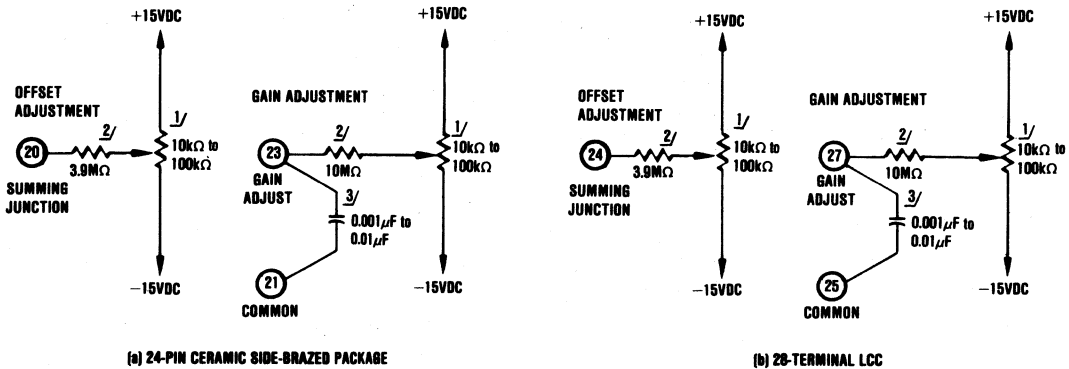 +15VDC
OFFSET
ADJUSTMENT
1/
2/
10kΩ to
100kΩ
20
3.9MΩ
SUMMING
JUNCTION
−15VDC
+15VDC
GAIN ADJUSTMENT
1/
2/
10kΩ to
100kΩ
23
10MΩ
GAIN
ADJUST
3/
0.001μF to
0.01μF
21
COMMON
−15VDC
(a) 24-PIN CERAMIC SIDE-BRAZED PACKAGE
+15VDC
OFFSET
ADJUSTMENT
1/
2/
10kΩ to
100kΩ
24
3.9MΩ
SUMMING
JUNCTION
−15VDC
+15VDC
GAIN ADJUSTMENT
1/
2/
10kΩ to
100kΩ
27
10MΩ
GAIN
ADJUST
3/
0.001μF to
0.01μF
25
COMMON
−15VDC
(b) 28-TERMINAL LCC